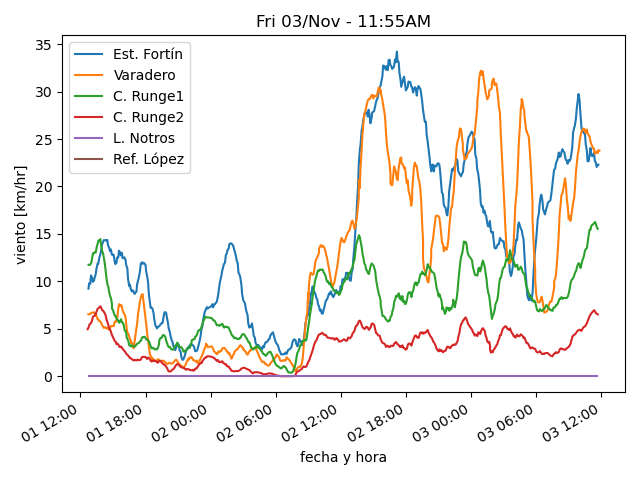 Fri 03/Nov - 11:55AM
35
30
25
20
15
10
5
0
viento [km/hr]
Est. Fortín
Varadero
C. Runge1
C. Runge2
L. Notros
Ref. López
01 12:00
01 18:00
02 00:00
02 06:00
02 12:00
02 18:00
03 00:00
03 06:00
03 12:00
fecha y hora